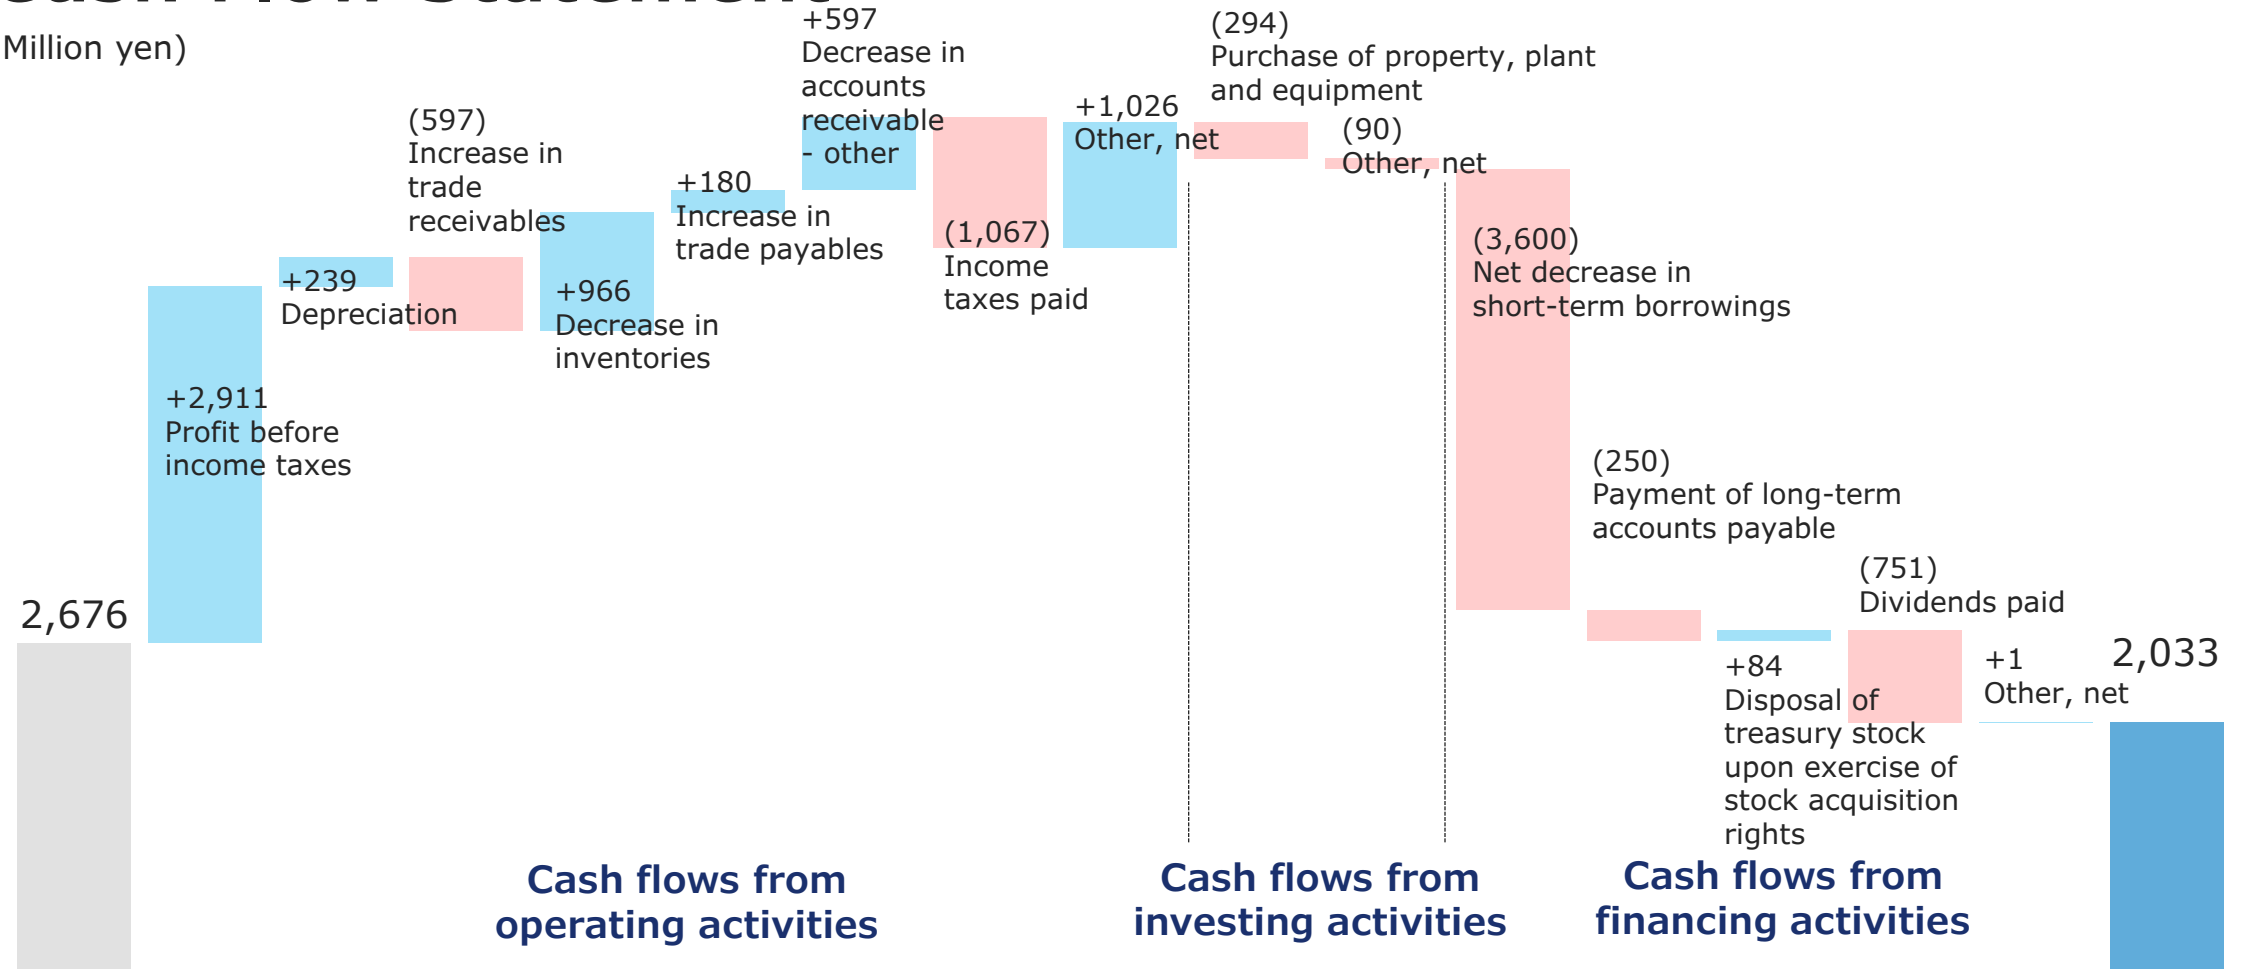 Million yen)
2,676
+2,911
Profit before
income taxes
+239
Depreciation
(597)
Increase in
trade
receivables
+966
Decrease in
inventories
+180
Increase in
trade payables
+597
Decrease in
accounts
receivable
- other
(1,067)
Income
taxes paid
+1,026
Other, net
(294)
Purchase of property, plant
and equipment
(90)
Other, net
(3,600)
Net decrease in
short-term borrowings
(250)
Payment of long-term
accounts payable
+84
Disposal of
treasury stock
upon exercise of
stock acquisition
rights
(751)
Dividends paid
+1
Other, net
2,033
Cash flows from
operating activities
Cash flows from
investing activities
Cash flows from
financing activities